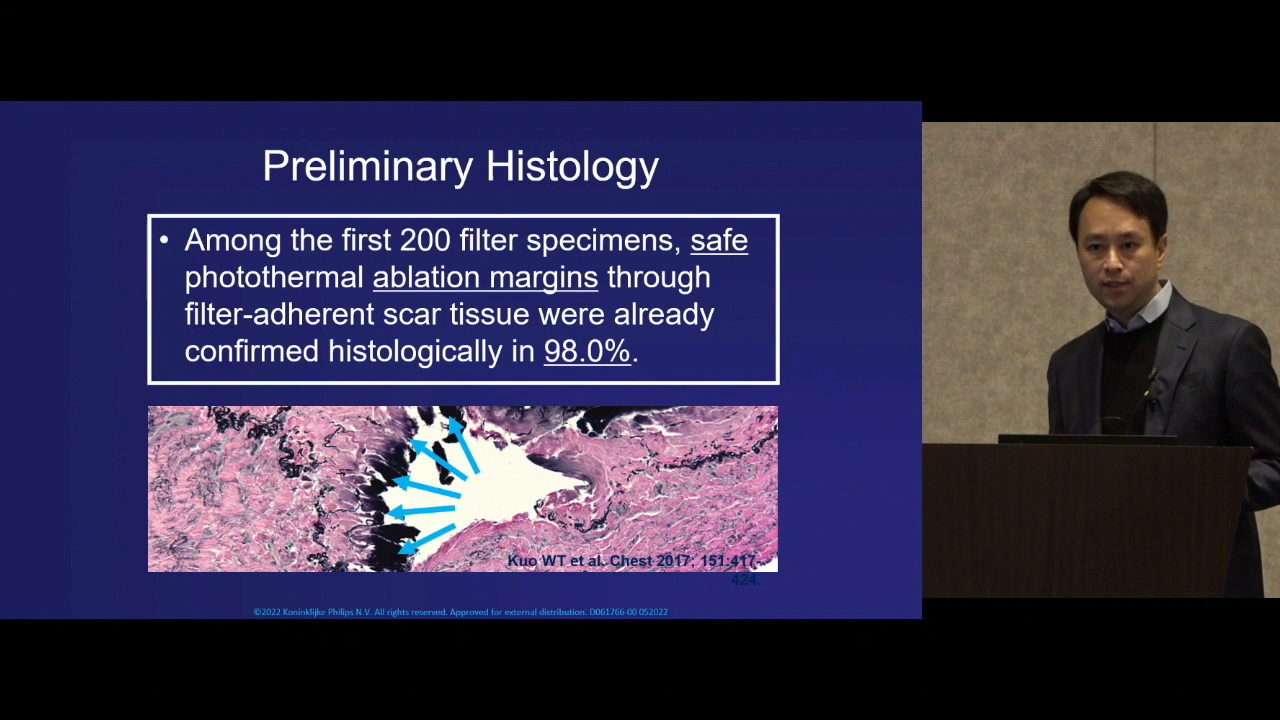 Preliminary Histology
• Among the first 200 filter specimens, safe
photothermal ablation margins through
filter-adherent scar tissue were already
confirmed histologically in 98.0%.
Kuo WT et al. Chest 2017; 151:417-
424.
©2022 Koninklijke Philips N.V. All rights reserved. Approved for external distribution. D061766-00 052022